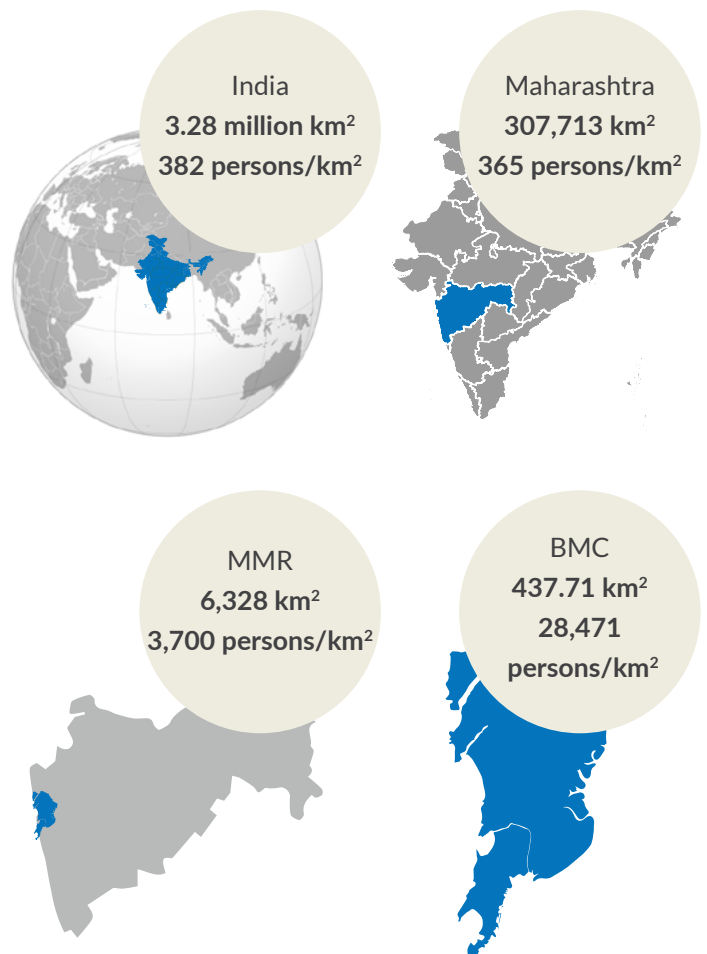 India
3.28 million km²
382 persons/km²
Maharashtra
307,713 km²
365 persons/km²
MMR
6,328 km²
3,700 persons/km²
BMC
437.71 km²
28,471
persons/km²